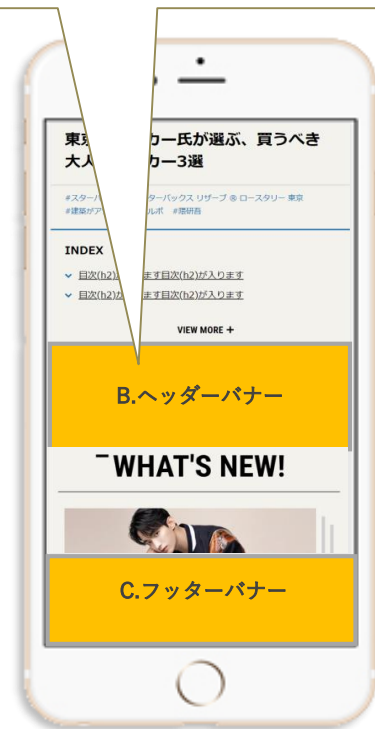 東京
カー氏が選ぶ、買うべき
大人
カー3選
#スターバ
ターバックス リザーブ ® ロースタリー 東京
#建築がア
ルポ #隈研吾
INDEX
目次(h2)が
ます目次(h2)が入ります
目次(h2)が
ます目次(h2)が入ります
VIEW MORE +
B.ヘッダーバナー
WHAT'S NEW!
C.フッターバナー